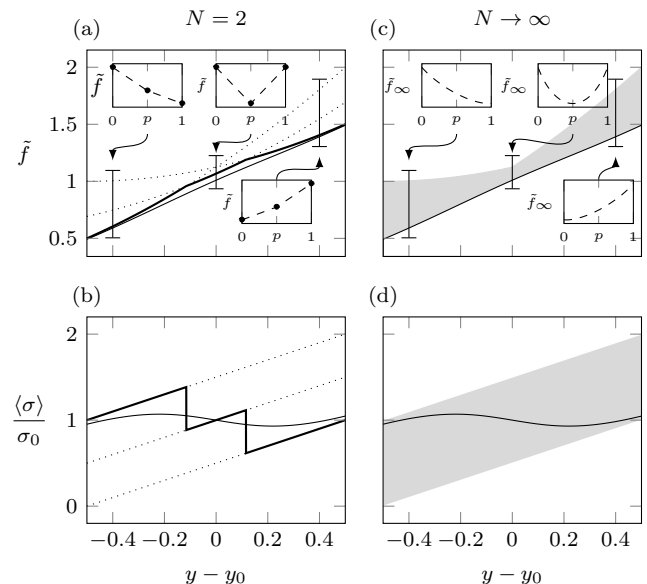 (a) N = 2
(c) N → ∞
2
1.5
1
0.5
f̃
f̃
0 p 1
f̃
0 p 1
f̃
0 p 1
f̃∞
0 p 1
f̃∞
0 p 1
f̃∞
0 p 1
(b)
(d)
2
1
0
⟨σ⟩
σ₀
−0.4 −0.2 0 0.2 0.4
−0.4 −0.2 0 0.2 0.4
y − y₀
y − y₀